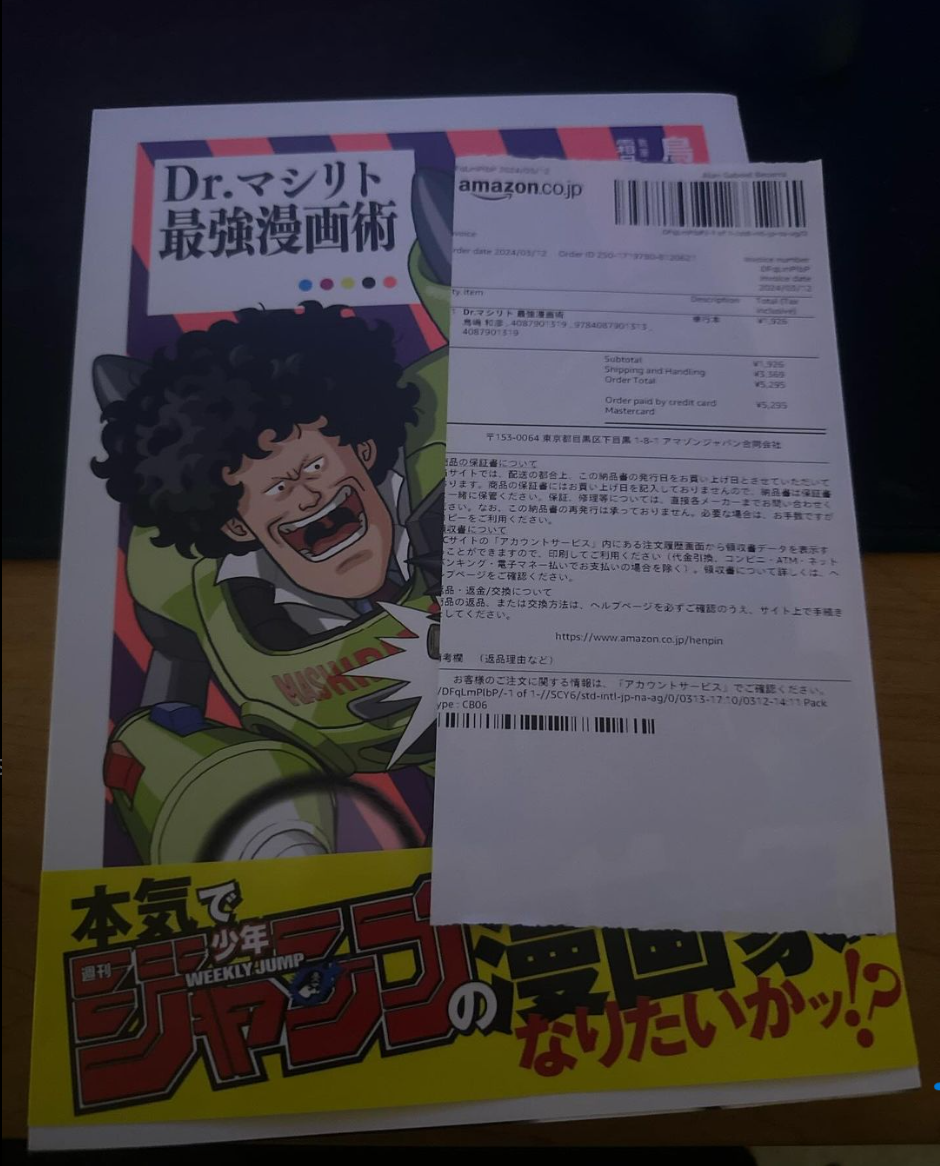 鳥
Dr.マシリト
最強漫画術
MASHIRI
2024/03/12
amazon.co.jp
Invoice
Order date 2024/03/12 Order ID
Invoice number
DFqLmPlbP
Invoice date
2024/03/12
Qty. Item
Description
Total (Tax
inclusive)
1 Dr.マシリト 最強漫画術
単行本
¥1,926
鳥嶋 和彦 , 4087901319 , 9784087901313 ,
4087901319
Subtotal ¥1,926
Shipping and Handling ¥3,369
Order Total ¥5,295
Order paid by credit card ¥5,295
Mastercard
〒153-0064 東京都目黒区下目黒 1-8-1 アマゾンジャパン合同会社
品の保証書について
サイトでは、配送の都合上、この納品書の発行日をお買い上げ日とさせていただいて
ります。商品の保証書にはお買い上げ日を記入しておりませんので、納品書は保証書
一緒に保管ください。保証、修理等については、直接各メーカーまでお問い合わせく
さい。なお、この納品書の再発行は承っておりません。必要な場合は、お手数ですが
ピーをご利用ください。
収書について
サイトの「アカウントサービス」内にある注文履歴画面から領収書データを表示す
ことができますので、印刷してご利用ください（代金引換、コンビニ・ATM・ネット
ンキング・電子マネー払いでお支払いの場合を除く）。領収書について詳しくは、ヘ
プページをご確認ください。
品・返金/交換について
品の返品、または交換方法は、ヘルプページを必ずご確認のうえ、サイト上で手続き
してください。
https://www.amazon.co.jp/henpin
考欄 （返品理由など）
お客様のご注文に関する情報は、『アカウントサービス』でご確認ください。
/DFqLmPlbP/-1 of 1-//SCY6/std-intl-jp-na-ag/0/0313-17:10/0312-14:11 Pack
ype : CB06
本気で
週刊
少年
WEEKLY JUMP
ジャンプの
漫画家
なりたいかッ!?